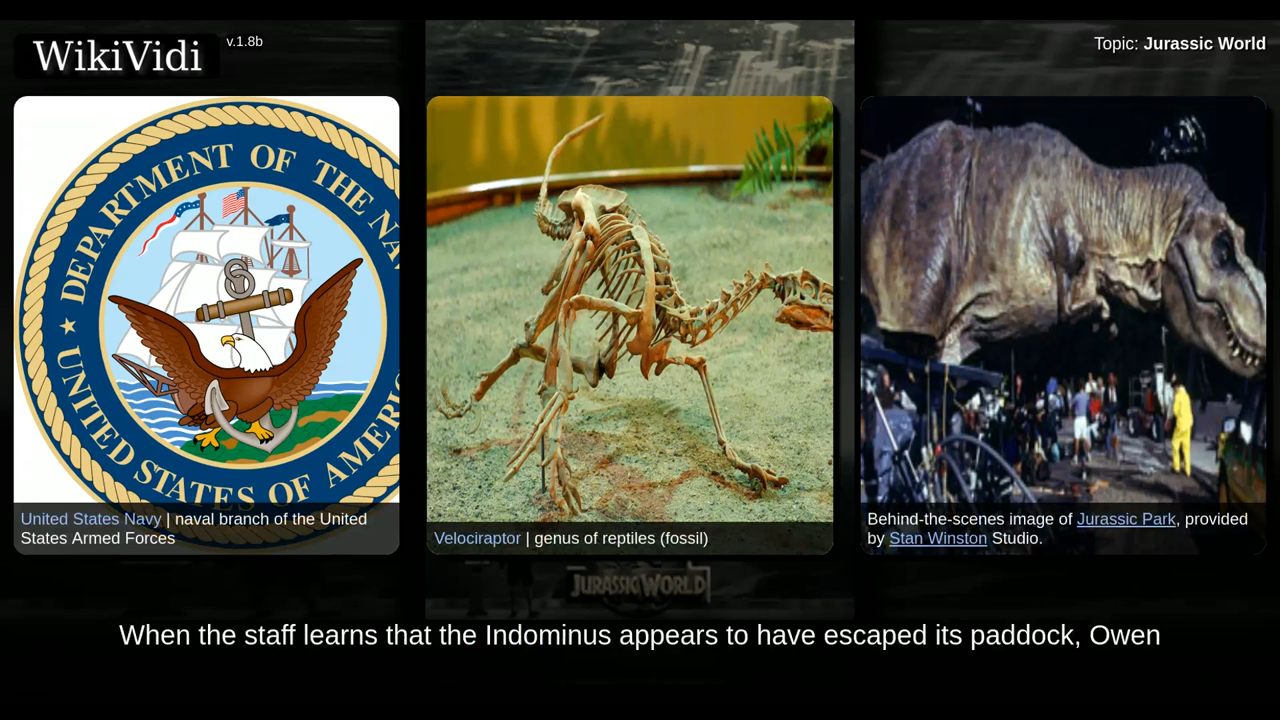 WikiVidi v.1.8b
Topic: Jurassic World
UNITED STATES OF AMERIC
DEPARTMENT OF THE NA
United States Navy | naval branch of the United
States Armed Forces
Velociraptor | genus of reptiles (fossil)
Behind-the-scenes image of Jurassic Park, provided
by Stan Winston Studio.
JURASSIC WORLD
When the staff learns that the Indominus appears to have escaped its paddock, Owen